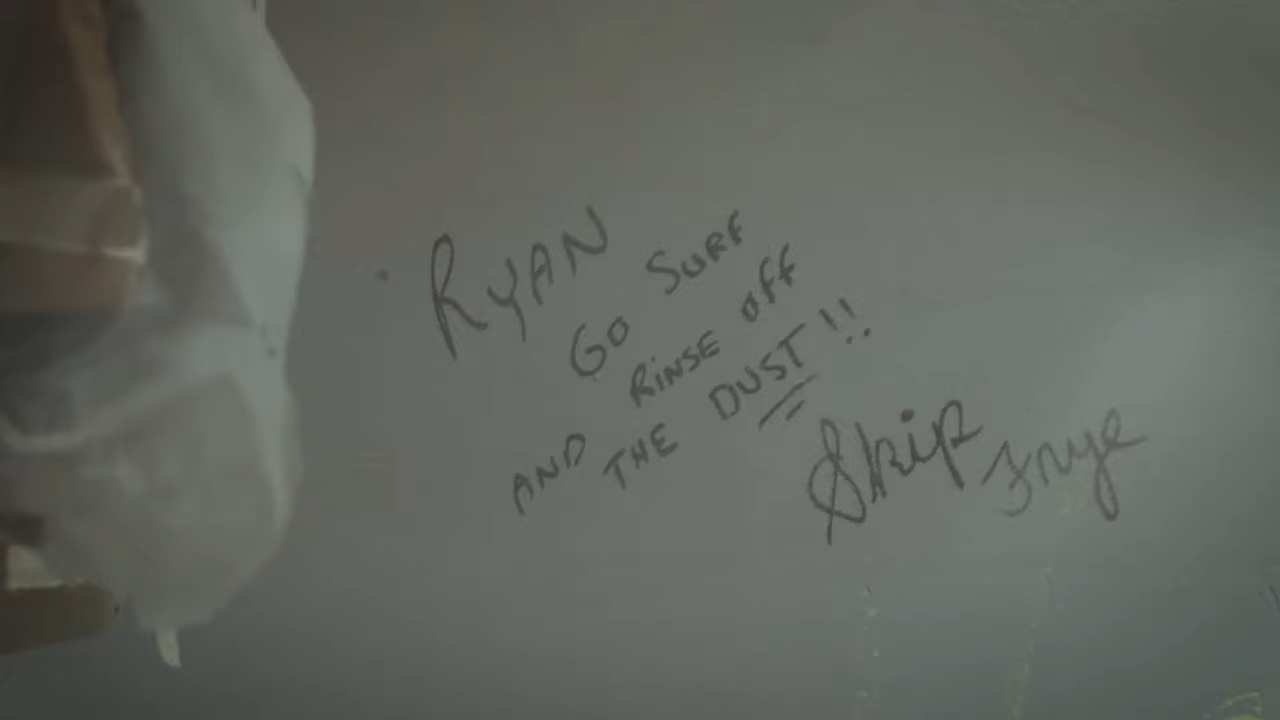 RYAN
GO SURF
AND RINSE OFF
THE DUST!!
Skip Frye